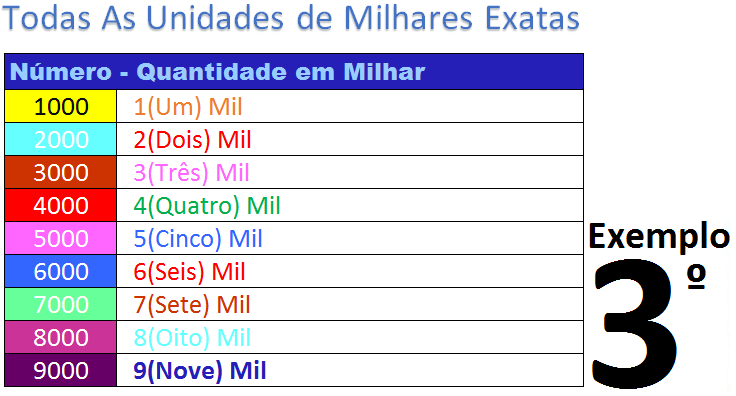 Todas As Unidades de Milhares Exatas
Número - Quantidade em Milhar
1000 1(Um) Mil
2000 2(Dois) Mil
3000 3(Três) Mil
4000 4(Quatro) Mil
5000 5(Cinco) Mil
6000 6(Seis) Mil
7000 7(Sete) Mil
8000 8(Oito) Mil
9000 9(Nove) Mil
Exemplo
3º